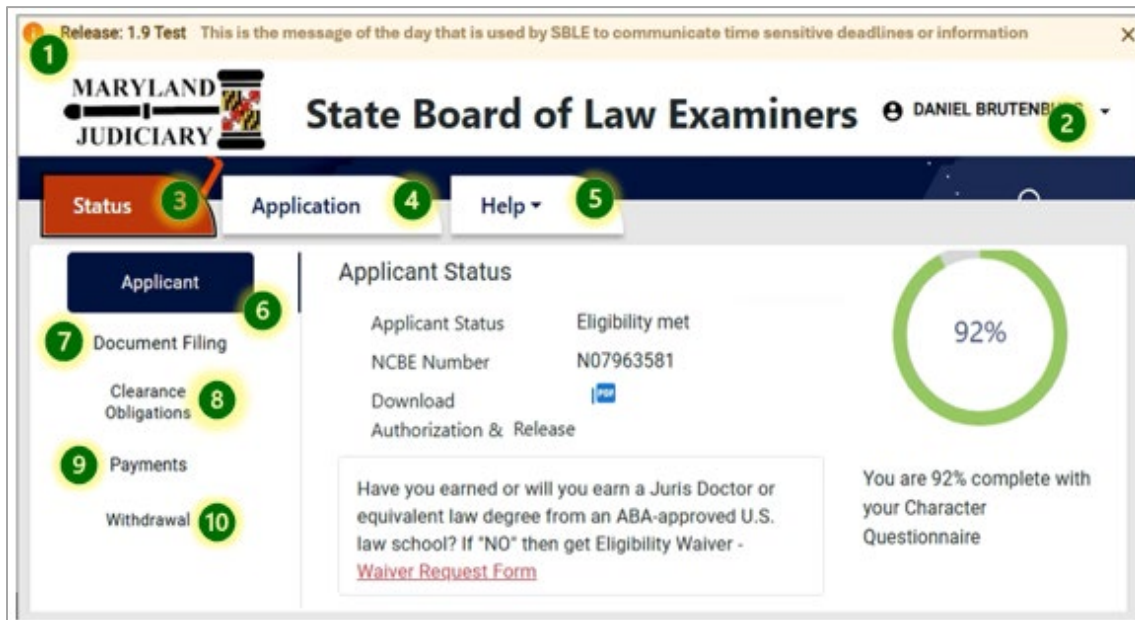 Release: 1.9 Test This is the message of the day that is used by SBLE to communicate time sensitive deadlines or information
1
MARYLAND
JUDICIARY
State Board of Law Examiners
DANIEL
2
Status 3
Application 4
Help 5
Applicant
6
7 Document Filing
Clearance
Obligations 8
9 Payments
Withdrawal 10
Applicant Status
Applicant Status Eligibility met
NCBE Number N07963581
Download PDF
Authorization & Release
Have you earned or will you earn a Juris Doctor or
equivalent law degree from an ABA-approved U.S.
law school? If "NO" then get Eligibility Waiver -
Waiver Request Form
92%
You are 92% complete with
your Character
Questionnaire